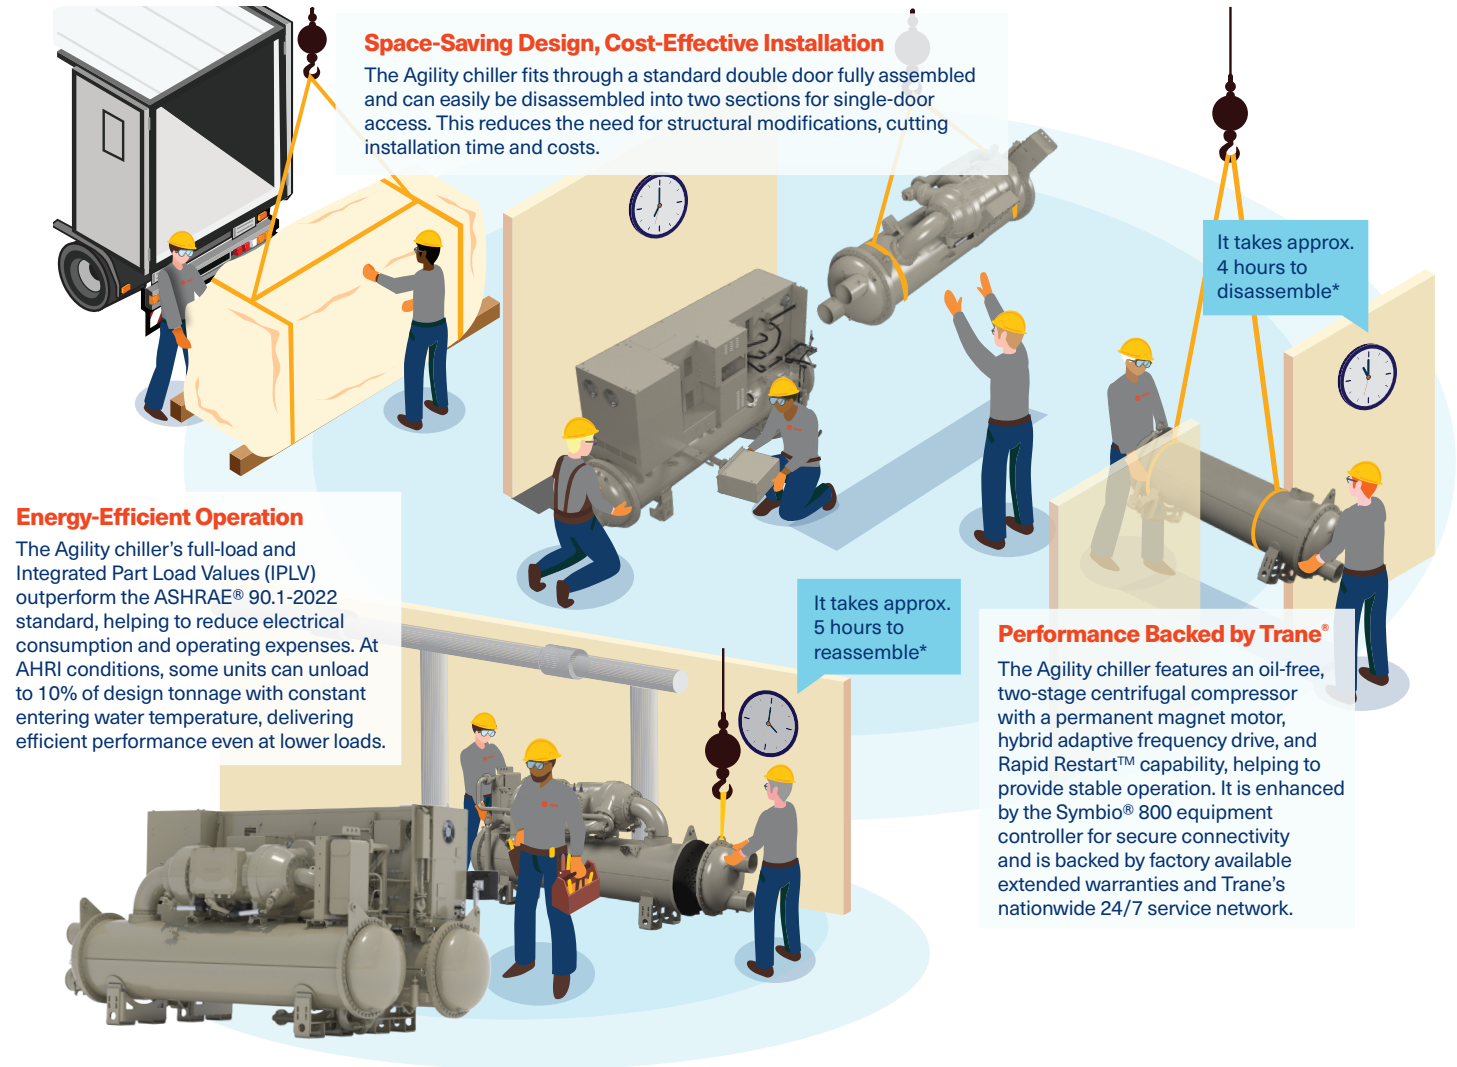 Space-Saving Design, Cost-Effective Installation
The Agility chiller fits through a standard double door fully assembled
and can easily be disassembled into two sections for single-door
access. This reduces the need for structural modifications, cutting
installation time and costs.
It takes approx.
4 hours to
disassemble*
Energy-Efficient Operation
The Agility chiller's full-load and
Integrated Part Load Values (IPLV)
outperform the ASHRAE® 90.1-2022
standard, helping to reduce electrical
consumption and operating expenses. At
AHRI conditions, some units can unload
to 10% of design tonnage with constant
entering water temperature, delivering
efficient performance even at lower loads.
It takes approx.
5 hours to
reassemble*
Performance Backed by Trane®
The Agility chiller features an oil-free,
two-stage centrifugal compressor
with a permanent magnet motor,
hybrid adaptive frequency drive, and
Rapid Restart™ capability, helping to
provide stable operation. It is enhanced
by the Symbio® 800 equipment
controller for secure connectivity
and is backed by factory available
extended warranties and Trane's
nationwide 24/7 service network.